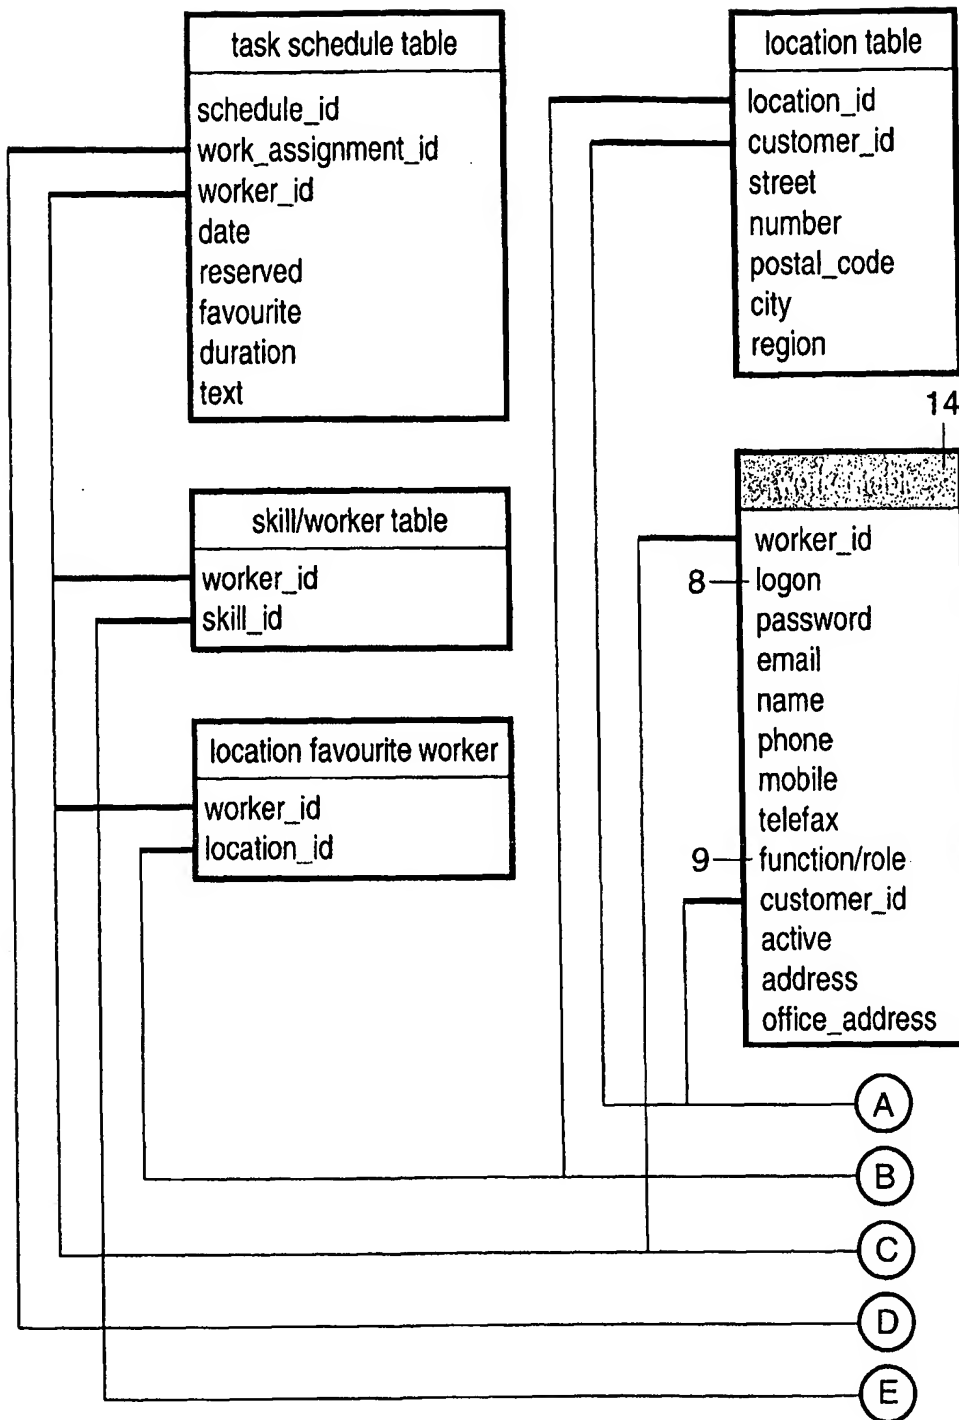 task schedule table
schedule_id
work_assignment_id
worker_id
date
reserved
favourite
duration
text
location table
location_id
customer_id
street
number
postal_code
city
region
skill/worker table
worker_id
skill_id
location favourite worker
worker_id
location_id
14
worker_id
8
logon
password
email
name
phone
mobile
telefax
9
function/role
customer_id
active
address
office_address
A
B
C
D
E